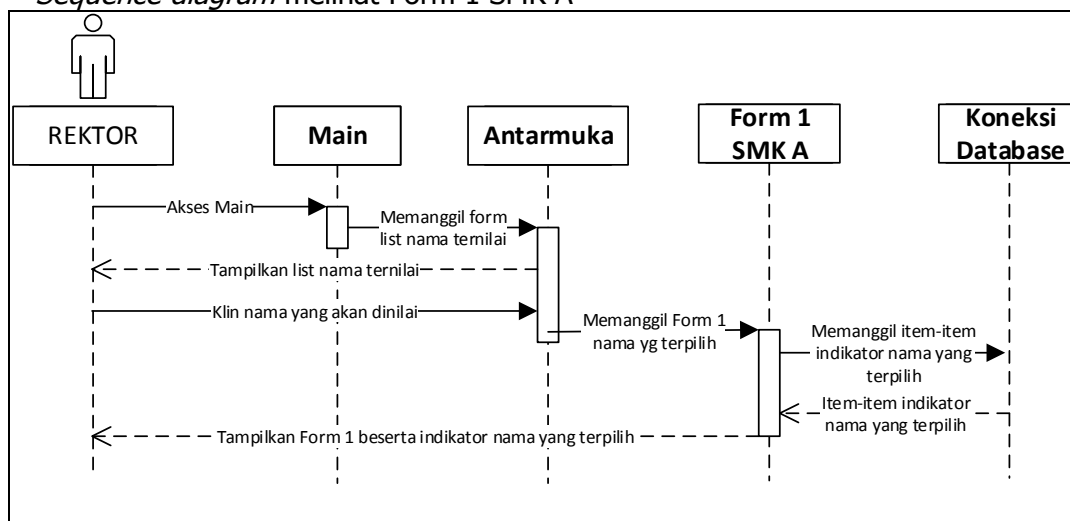 Sequence diagram melihat Form 1 SMK A
REKTOR
Main
Antarmuka
Form 1
SMK A
Koneksi
Database
Akses Main
Memanggil form
list nama ternilai
Tampilkan list nama ternilai
Klin nama yang akan dinilai
Memanggil Form 1
nama yg terpilih
Memanggil item-item
indikator nama yang
terpilih
Item-item indikator
nama yang terpilih
Tampilkan Form 1 beserta indikator nama yang terpilih